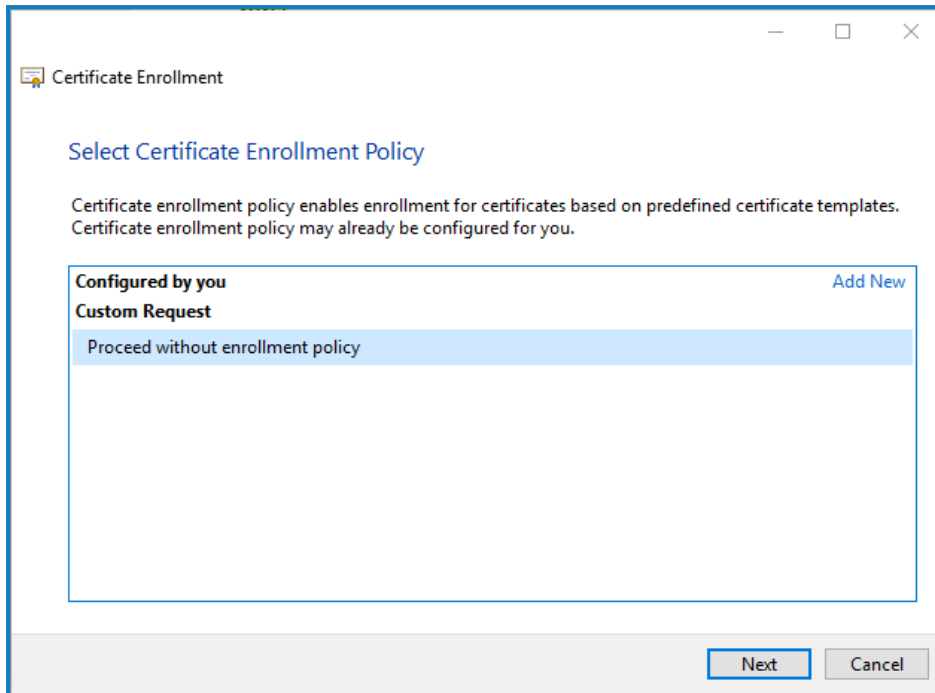 Certificate Enrollment
Select Certificate Enrollment Policy
Certificate enrollment policy enables enrollment for certificates based on predefined certificate templates.
Certificate enrollment policy may already be configured for you.
Configured by you Add New
Custom Request
Proceed without enrollment policy
Next Cancel